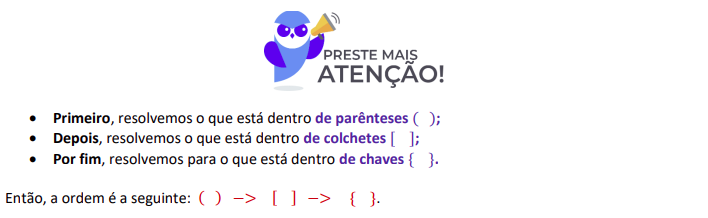 PRESTE MAIS
ATENÇÃO!
• Primeiro, resolvemos o que está dentro de parênteses ( );
• Depois, resolvemos o que está dentro de colchetes [ ];
• Por fim, resolvemos para o que está dentro de chaves { }.
Então, a ordem é a seguinte: ( ) −> [ ] −> { }.